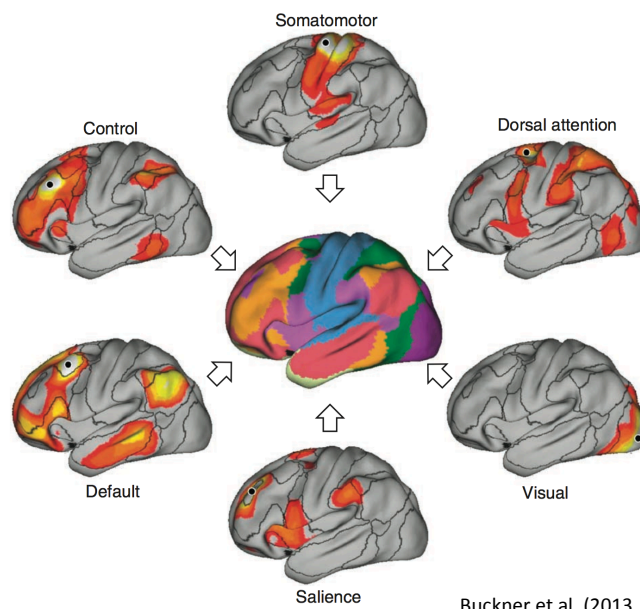 Somatomotor
Control
Dorsal attention
Default
Visual
Salience
Buckner et al. (2013